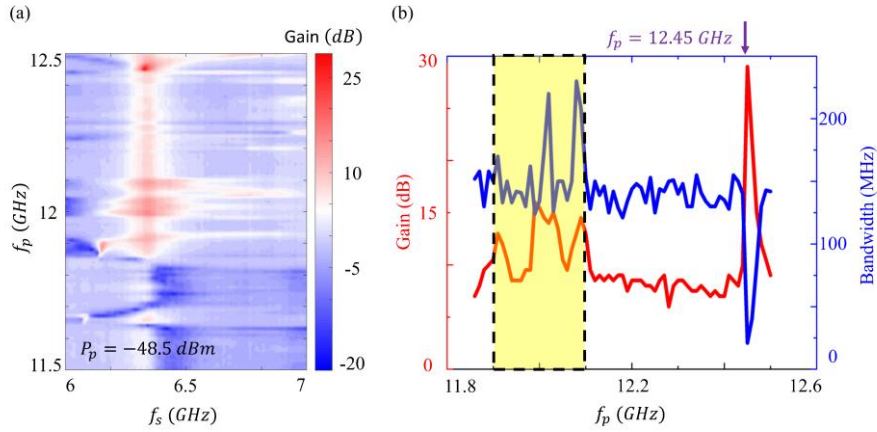 (a)
Gain (dB)
12.5
25
10
f_p (GHz)
12
-5
P_p = −48.5 dBm
11.5
-20
6
6.5
7
f_s (GHz)
(b)
f_p = 12.45 GHz
30
200
Gain (dB)
15
Bandwidth (MHz)
100
0
0
11.8
12.2
12.6
f_p (GHz)